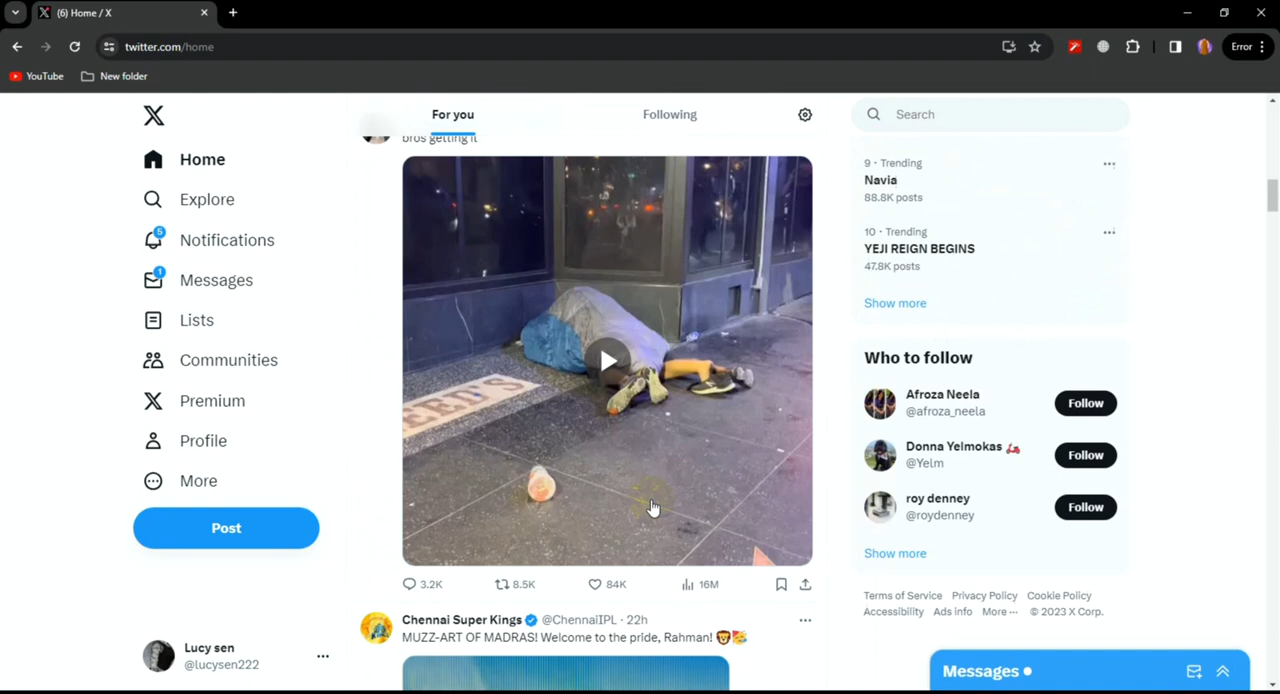 (6) Home / X
twitter.com/home
Error
YouTube
New folder
Home
Explore
5
Notifications
1
Messages
Lists
Communities
Premium
Profile
More
Post
Lucy sen
@lucysen222
For you
Following
bros getting it
3.2K
8.5K
84K
16M
Chennai Super Kings @ChennaiIPL · 22h
MUZZ-ART OF MADRAS! Welcome to the pride, Rahman! 🦁🥳
Search
9 · Trending
Navia
88.8K posts
10 · Trending
YEJI REIGN BEGINS
47.8K posts
Show more
Who to follow
Afroza Neela
@afroza_neela
Follow
Donna Yelmokas 🛵
@Yelm
Follow
roy denney
@roydenney
Follow
Show more
Terms of Service Privacy Policy Cookie Policy
Accessibility Ads info More ··· © 2023 X Corp.
Messages